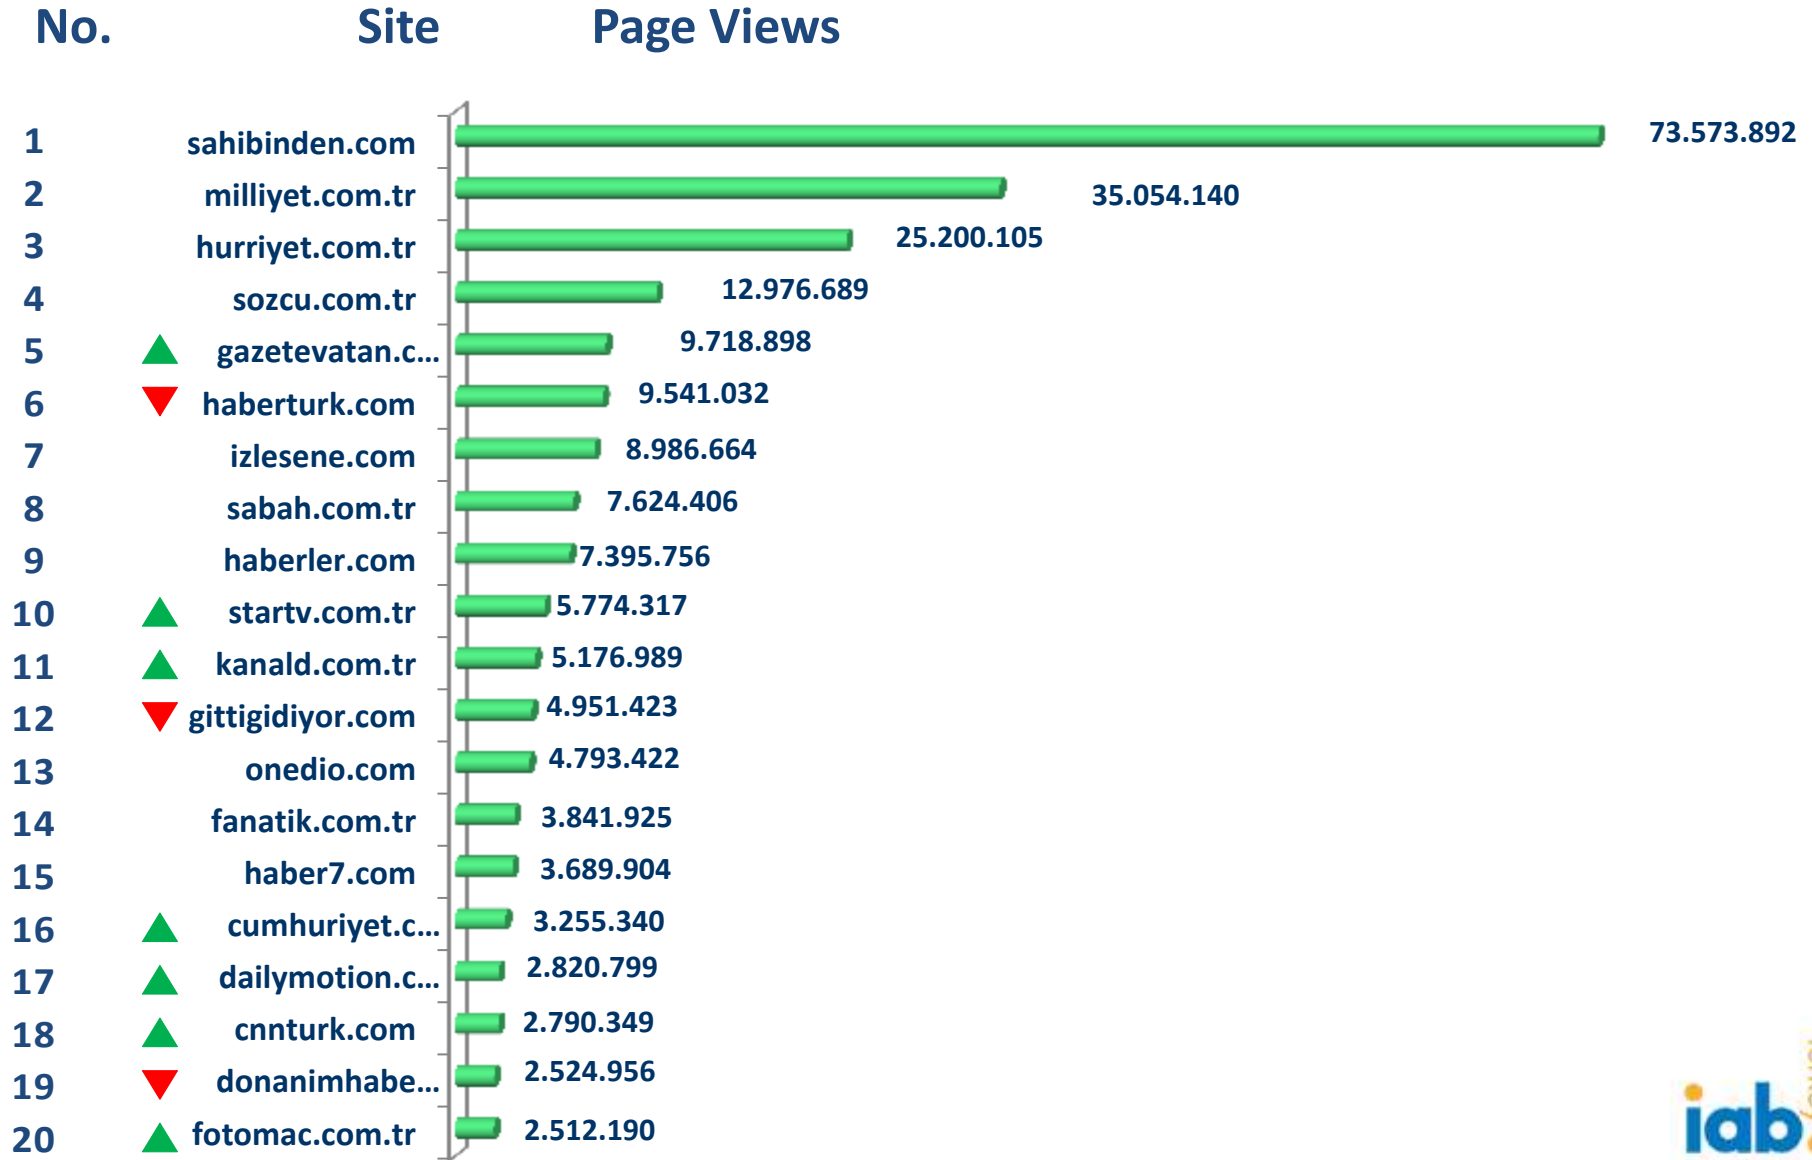 No. Site Page Views
1 sahibinden.com 73.573.892
2 milliyet.com.tr 35.054.140
3 hurriyet.com.tr 25.200.105
4 sozcu.com.tr 12.976.689
5 gazetevatan.c... 9.718.898
6 haberturk.com 9.541.032
7 izlesene.com 8.986.664
8 sabah.com.tr 7.624.406
9 haberler.com 7.395.756
10 startv.com.tr 5.774.317
11 kanald.com.tr 5.176.989
12 gittigidiyor.com 4.951.423
13 onedio.com 4.793.422
14 fanatik.com.tr 3.841.925
15 haber7.com 3.689.904
16 cumhuriyet.c... 3.255.340
17 dailymotion.c... 2.820.799
18 cnnturk.com 2.790.349
19 donanimhabe... 2.524.956
20 fotomac.com.tr 2.512.190
iab